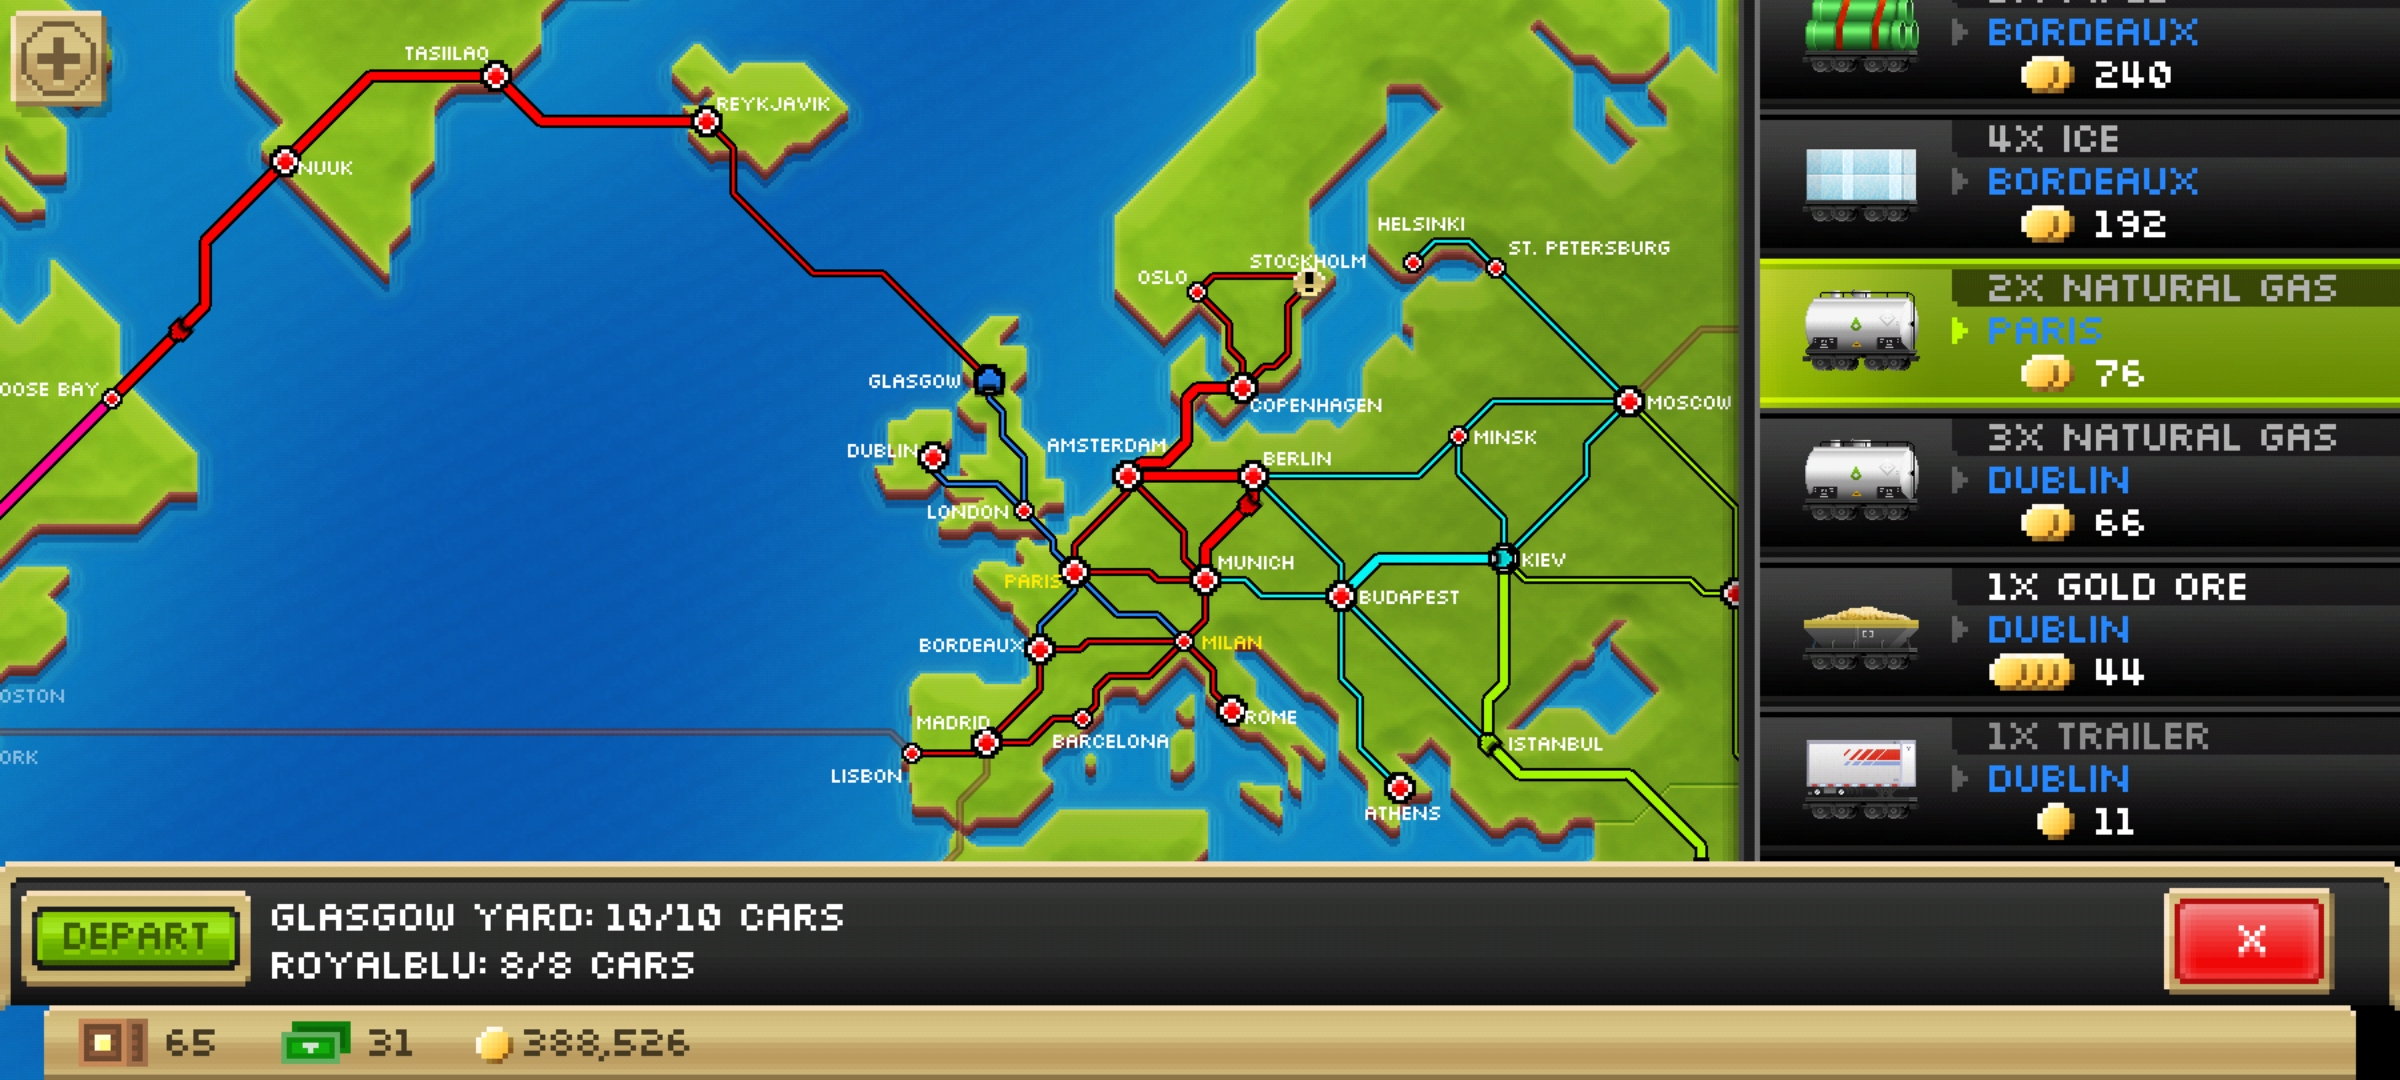 TASIILAQ
REYKJAVIK
NUUK
HELSINKI
ST. PETERSBURG
STOCKHOLM
OSLO
GLASGOW
OOSE BAY
COPENHAGEN
MOSCOW
MINSK
AMSTERDAM
DUBLIN
BERLIN
LONDON
MUNICH
KIEV
PARIS
BUDAPEST
BORDEAUX
MILAN
OSTON
MADRID
ROME
BARCELONA
ISTANBUL
ORK
LISBON
ATHENS
BORDEAUX
240
4X ICE
BORDEAUX
192
2X NATURAL GAS
PARIS
76
3X NATURAL GAS
DUBLIN
66
1X GOLD ORE
DUBLIN
44
1X TRAILER
DUBLIN
11
DEPART
GLASGOW YARD: 10/10 CARS
ROYALBLU: 8/8 CARS
X
65
31
388,526